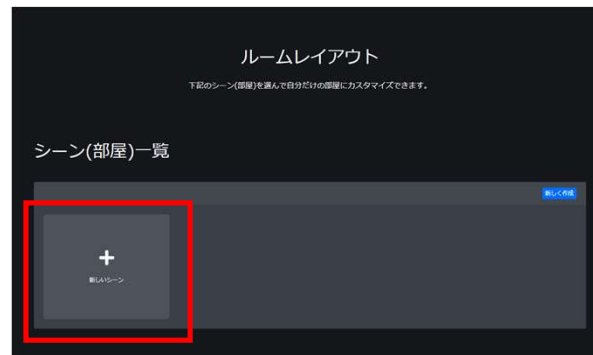 ルームレイアウト
下記のシーン(部屋)を選んで自分だけの部屋にカスタマイズできます。
シーン(部屋)一覧
新しく作成
+
新しいシーン